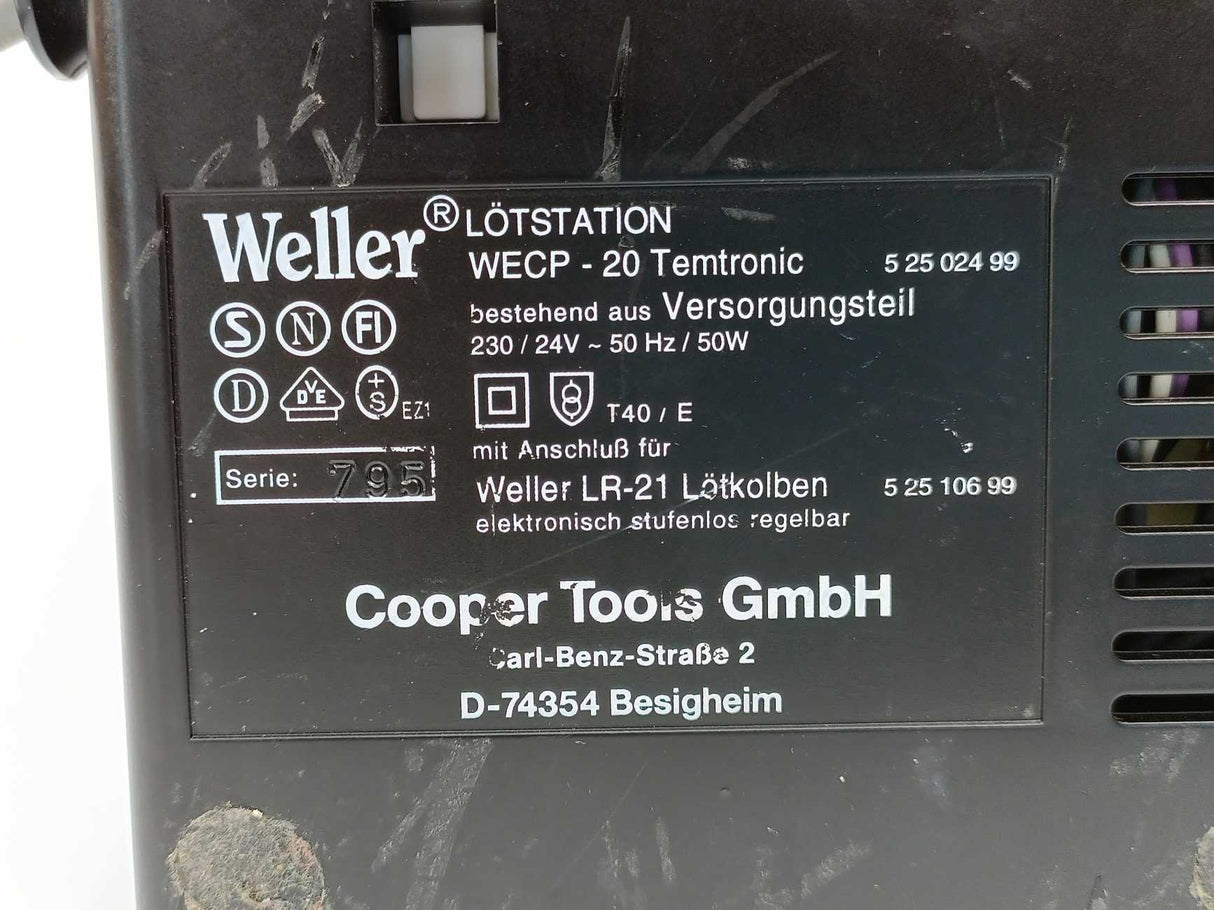 Weller® LÖTSTATION
WECP - 20 Temtronic 5 25 024 99
bestehend aus Versorgungsteil
230 / 24V ~ 50 Hz / 50W
S N FI
D VDE +S EZ1
T40 / E
mit Anschluß für
Serie: 795
Weller LR-21 Lötkolben 5 25 106 99
elektronisch stufenlos regelbar
Cooper Tools GmbH
Carl-Benz-Straße 2
D-74354 Besigheim